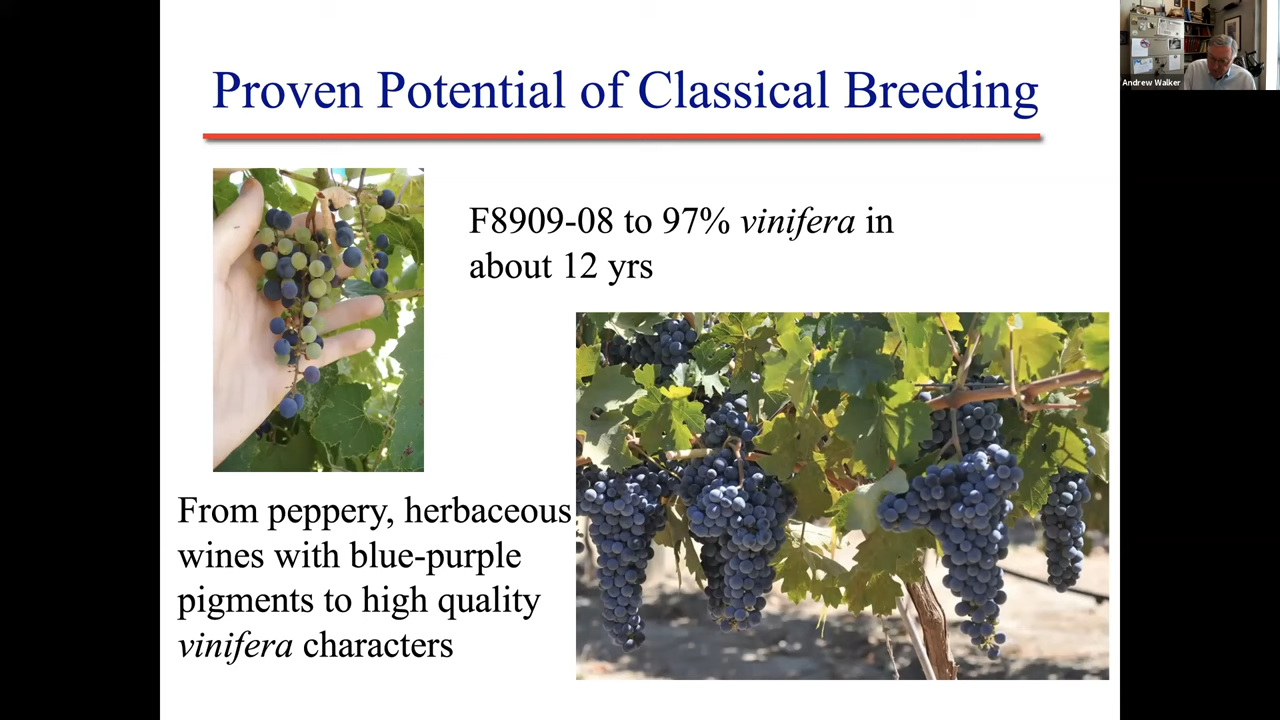 Proven Potential of Classical Breeding
F8909-08 to 97% vinifera in
about 12 yrs
From peppery, herbaceous
wines with blue-purple
pigments to high quality
vinifera characters
Andrew Walker